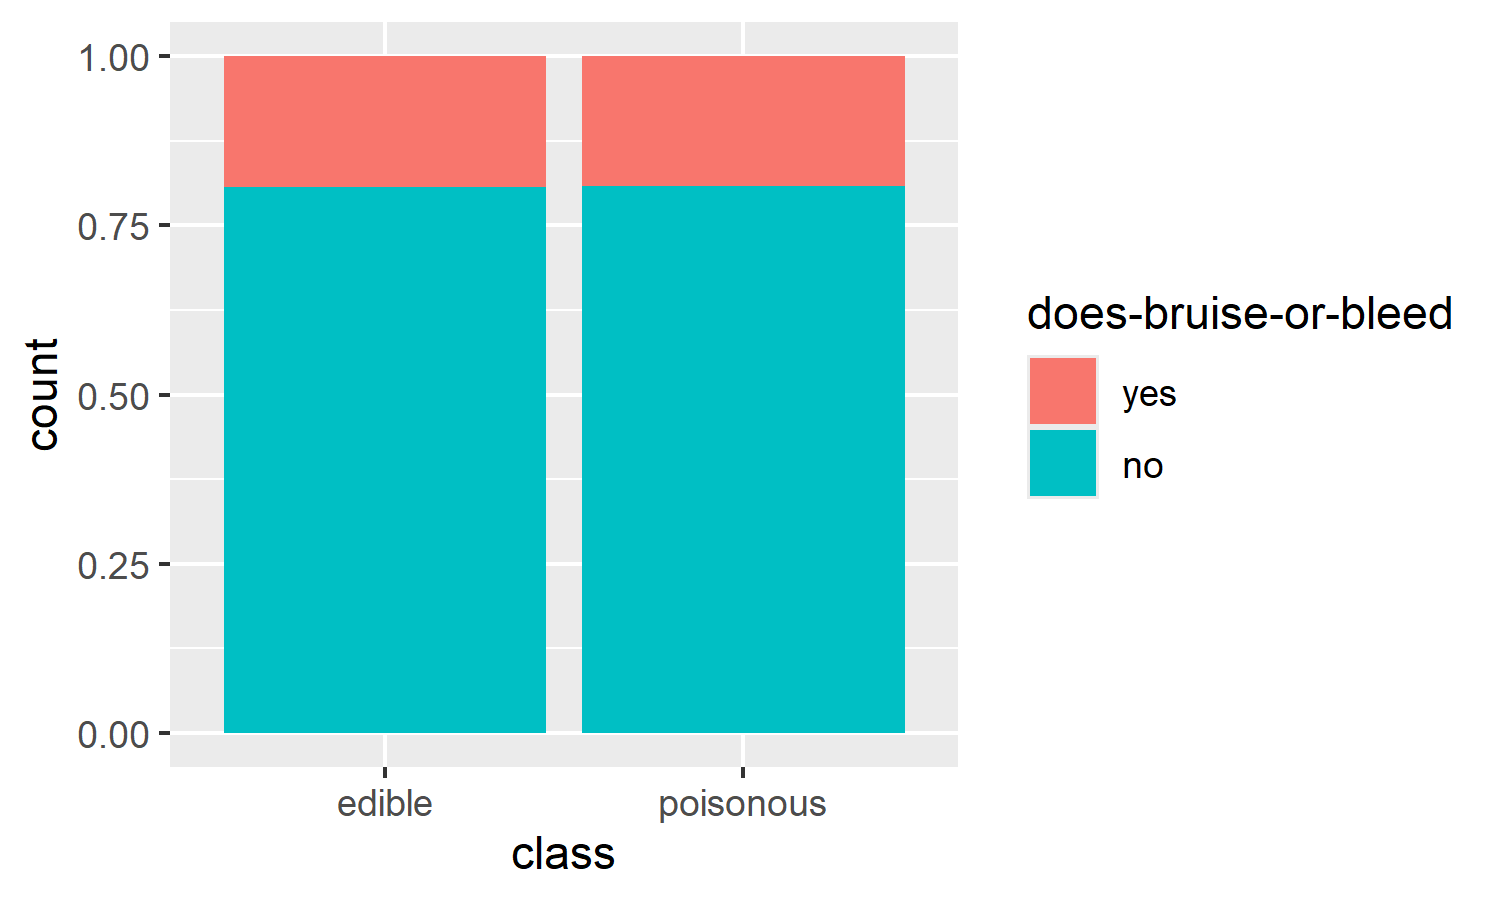 1.00
0.75
0.50
0.25
0.00
count
edible
poisonous
class
does-bruise-or-bleed
yes
no